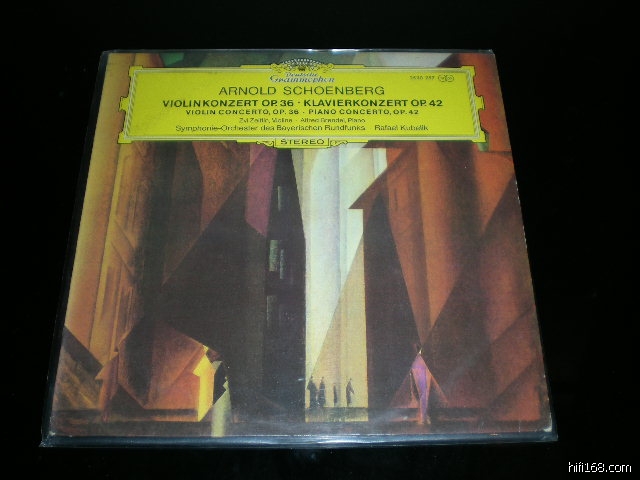 Deutsche
Grammophon
ARNOLD SCHOENBERG
VIOLINKONZERT OP. 36 · KLAVIERKONZERT OP. 42
VIOLIN CONCERTO, OP. 36 · PIANO CONCERTO, OP. 42
Zvi Zeitlin, Violine · Alfred Brendel, Piano
Symphonie-Orchester des Bayerischen Rundfunks Rafael Kubelik
STEREO
hifi168.com